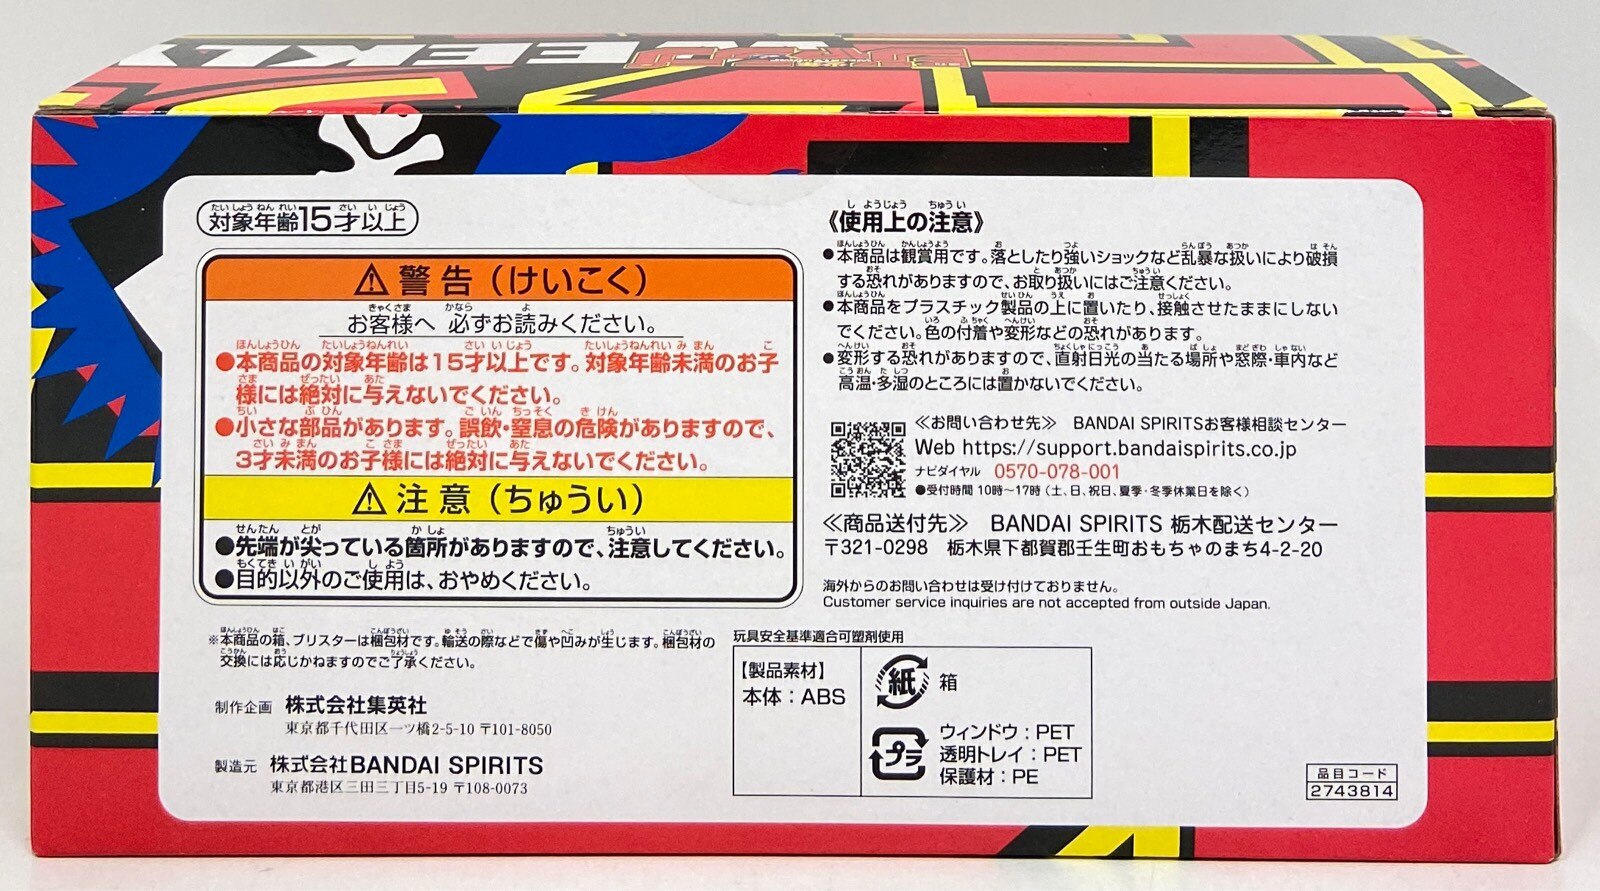 対象年齢15才以上
⚠警告（けいこく）
お客様へ 必ずお読みください。
●本商品の対象年齢は15才以上です。対象年齢未満のお子
様には絶対に与えないでください。
●小さな部品があります。誤飲・窒息の危険がありますので、
3才未満のお子様には絶対に与えないでください。
⚠注意（ちゅうい）
●先端が尖っている箇所がありますので、注意してください。
●目的以外のご使用は、おやめください。
※本商品の箱、ブリスターは梱包材です。輸送の際などで傷や凹みが生じます。梱包材の
交換には応じかねますのでご了承ください。
制作企画 株式会社集英社
東京都千代田区一ツ橋2-5-10 〒101-8050
製造元 株式会社BANDAI SPIRITS
東京都港区三田三丁目5-19 〒108-0073
《使用上の注意》
●本商品は観賞用です。落としたり強いショックなど乱暴な扱いにより破損
する恐れがありますので、お取り扱いにはご注意ください。
●本商品をプラスチック製品の上に置いたり、接触させたままにしない
でください。色の付着や変形などの恐れがあります。
●変形する恐れがありますので、直射日光の当たる場所や窓際・車内など
高温・多湿のところには置かないでください。
≪お問い合わせ先≫ BANDAI SPIRITSお客様相談センター
Web https://support.bandaispirits.co.jp
ナビダイヤル 0570-078-001
●受付時間 10時～17時（土、日、祝日、夏季・冬季休業日を除く）
≪商品送付先≫ BANDAI SPIRITS 栃木配送センター
〒321-0298 栃木県下都賀郡壬生町おもちゃのまち4-2-20
海外からのお問い合わせは受け付けておりません。
Customer service inquiries are not accepted from outside Japan.
玩具安全基準適合可塑剤使用
【製品素材】
本体：ABS
紙 箱
プラ
ウィンドウ：PET
透明トレイ：PET
保護材：PE
品目コード
2743814